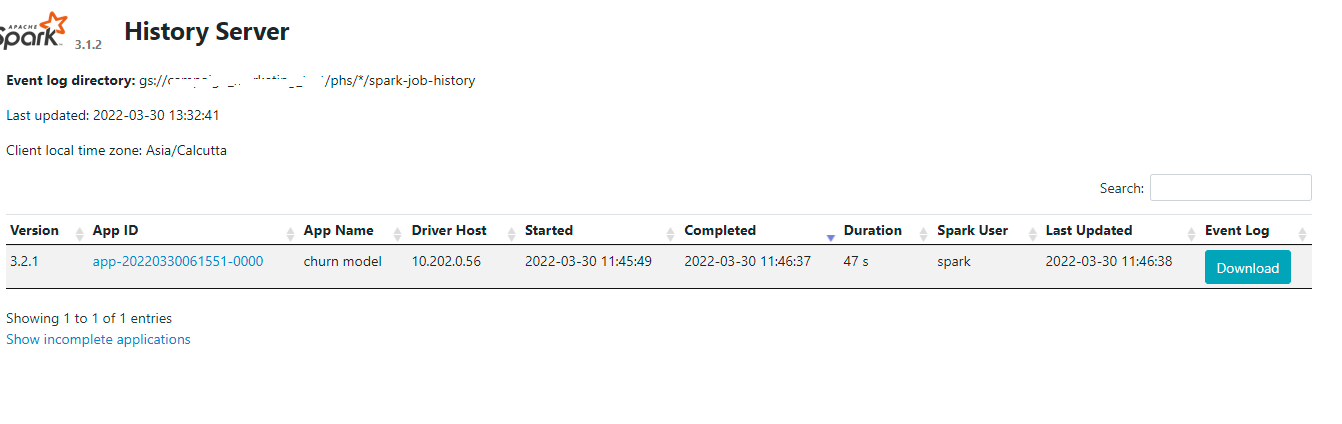 APACHE
Spark 3.1.2 History Server
Event log directory: gs:// /phs/*/spark-job-history
Last updated: 2022-03-30 13:32:41
Client local time zone: Asia/Calcutta
Search:
Version App ID App Name Driver Host Started Completed Duration Spark User Last Updated Event Log
3.2.1 app-20220330061551-0000 churn model 10.202.0.56 2022-03-30 11:45:49 2022-03-30 11:46:37 47 s spark 2022-03-30 11:46:38 Download
Showing 1 to 1 of 1 entries
Show incomplete applications